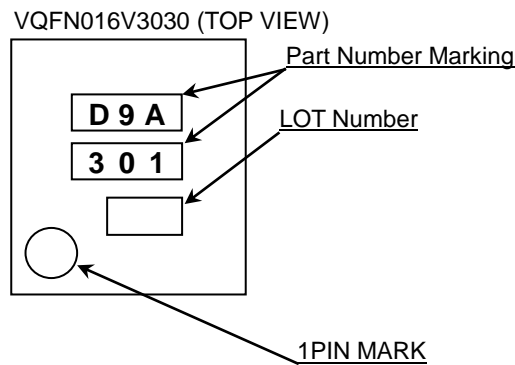 VQFN016V3030 (TOP VIEW)
Part Number Marking
D 9 A
LOT Number
3 0 1
1PIN MARK